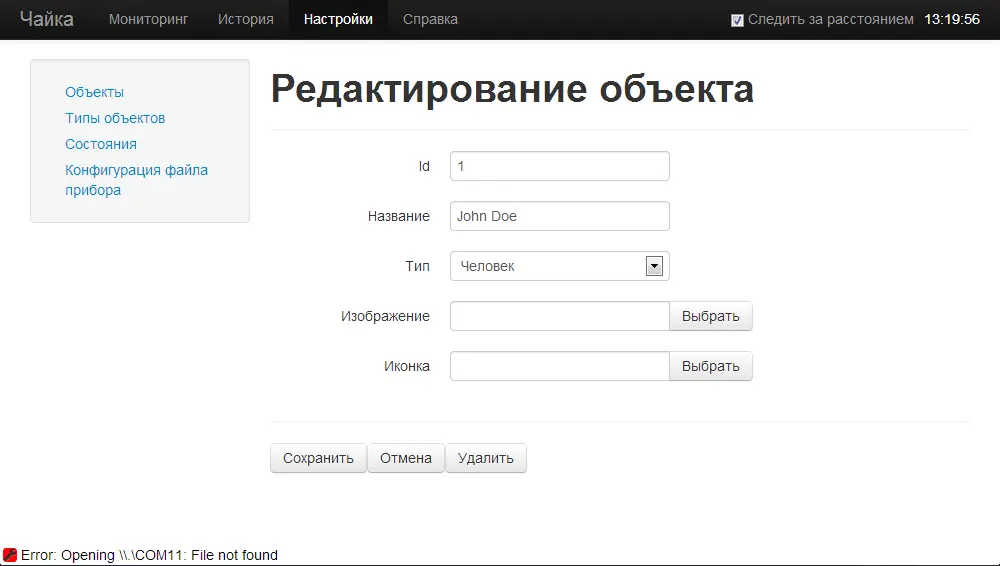 Чайка Мониторинг История Настройки Справка Следить за расстоянием 13:19:56
Объекты
Типы объектов
Состояния
Конфигурация файла
прибора
Редактирование объекта
Id 1
Название John Doe
Тип Человек
Изображение Выбрать
Иконка Выбрать
Сохранить Отмена Удалить
Error: Opening \\.\COM11: File not found